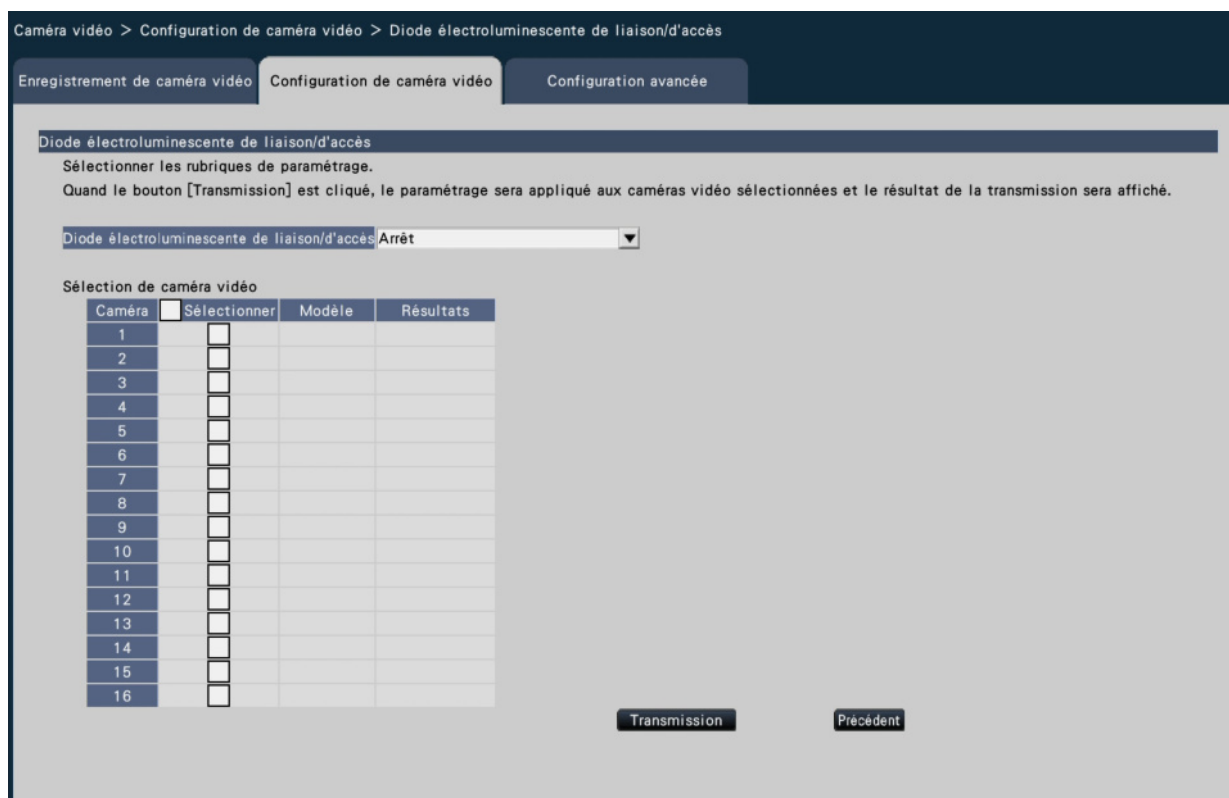 Caméra vidéo > Configuration de caméra vidéo > Diode électroluminescente de liaison/d'accès
Enregistrement de caméra vidéo Configuration de caméra vidéo Configuration avancée
Diode électroluminescente de liaison/d'accès
Sélectionner les rubriques de paramétrage.
Quand le bouton [Transmission] est cliqué, le paramétrage sera appliqué aux caméras vidéo sélectionnées et le résultat de la transmission sera affiché.
Diode électroluminescente de liaison/d'accès Arrêt
Sélection de caméra vidéo
Caméra Sélectionner Modèle Résultats
1
2
3
4
5
6
7
8
9
10
11
12
13
14
15
16
Transmission Précédent